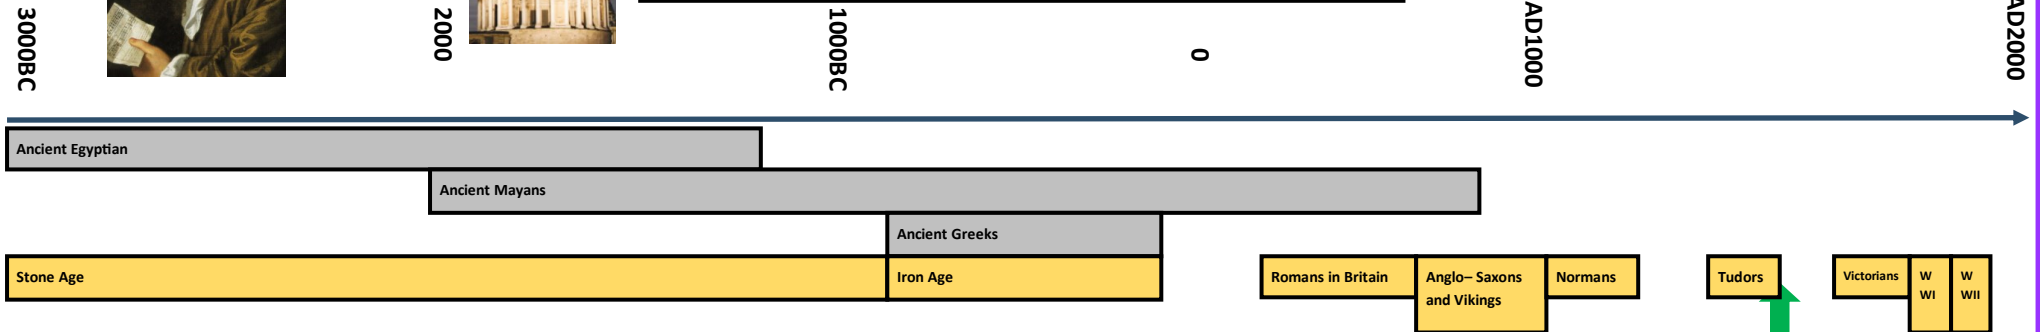 3000BC
2000
1000BC
0
AD1000
AD2000
Ancient Egyptian
Ancient Mayans
Ancient Greeks
Stone Age
Iron Age
Romans in Britain
Anglo– Saxons
and Vikings
Normans
Tudors
Victorians
W
WI
W
WII